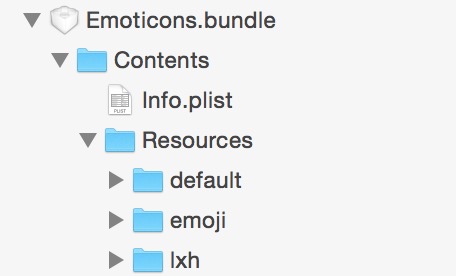 Emoticons.bundle
Contents
PLIST
Info.plist
Resources
default
emoji
lxh